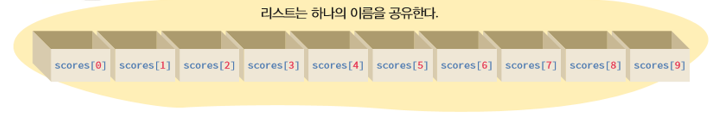 리스트는 하나의 이름을 공유한다.
scores[0] scores[1] scores[2] scores[3] scores[4] scores[5] scores[6] scores[7] scores[8] scores[9]